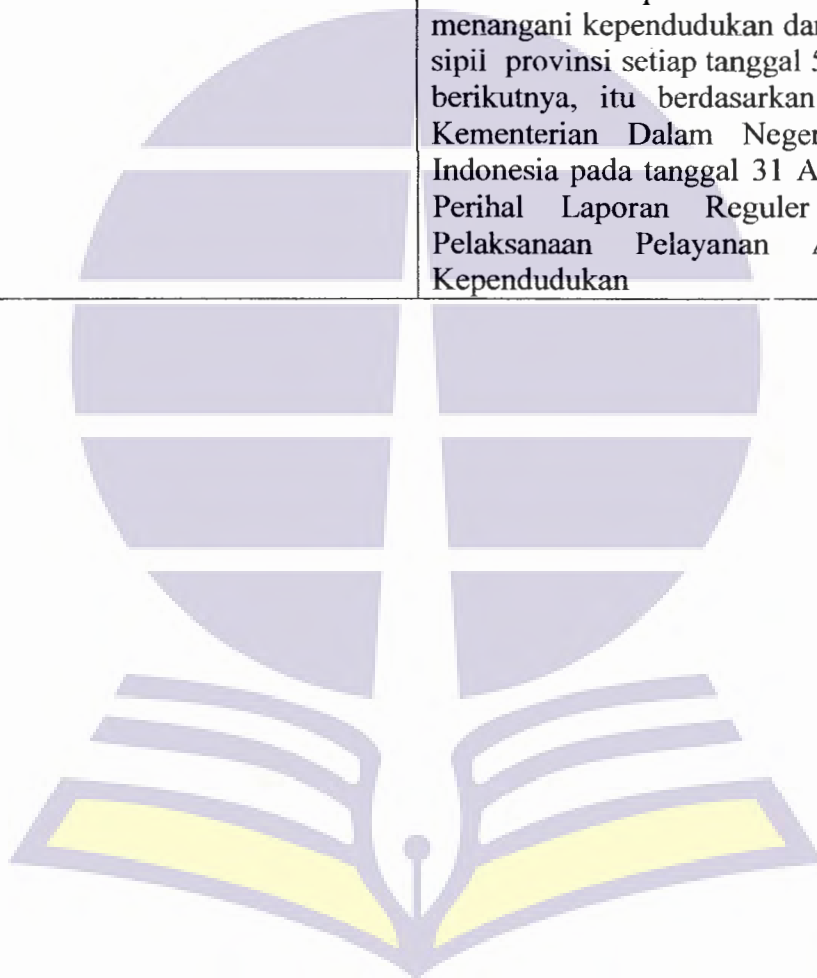 menangani kependudukan dan
sipil provinsi setiap tanggal 5
berikutnya, itu berdasarkan
Kementerian Dalam Neger
Indonesia pada tanggal 31 A
Perihal Laporan Reguler
Pelaksanaan Pelayanan
Kependudukan